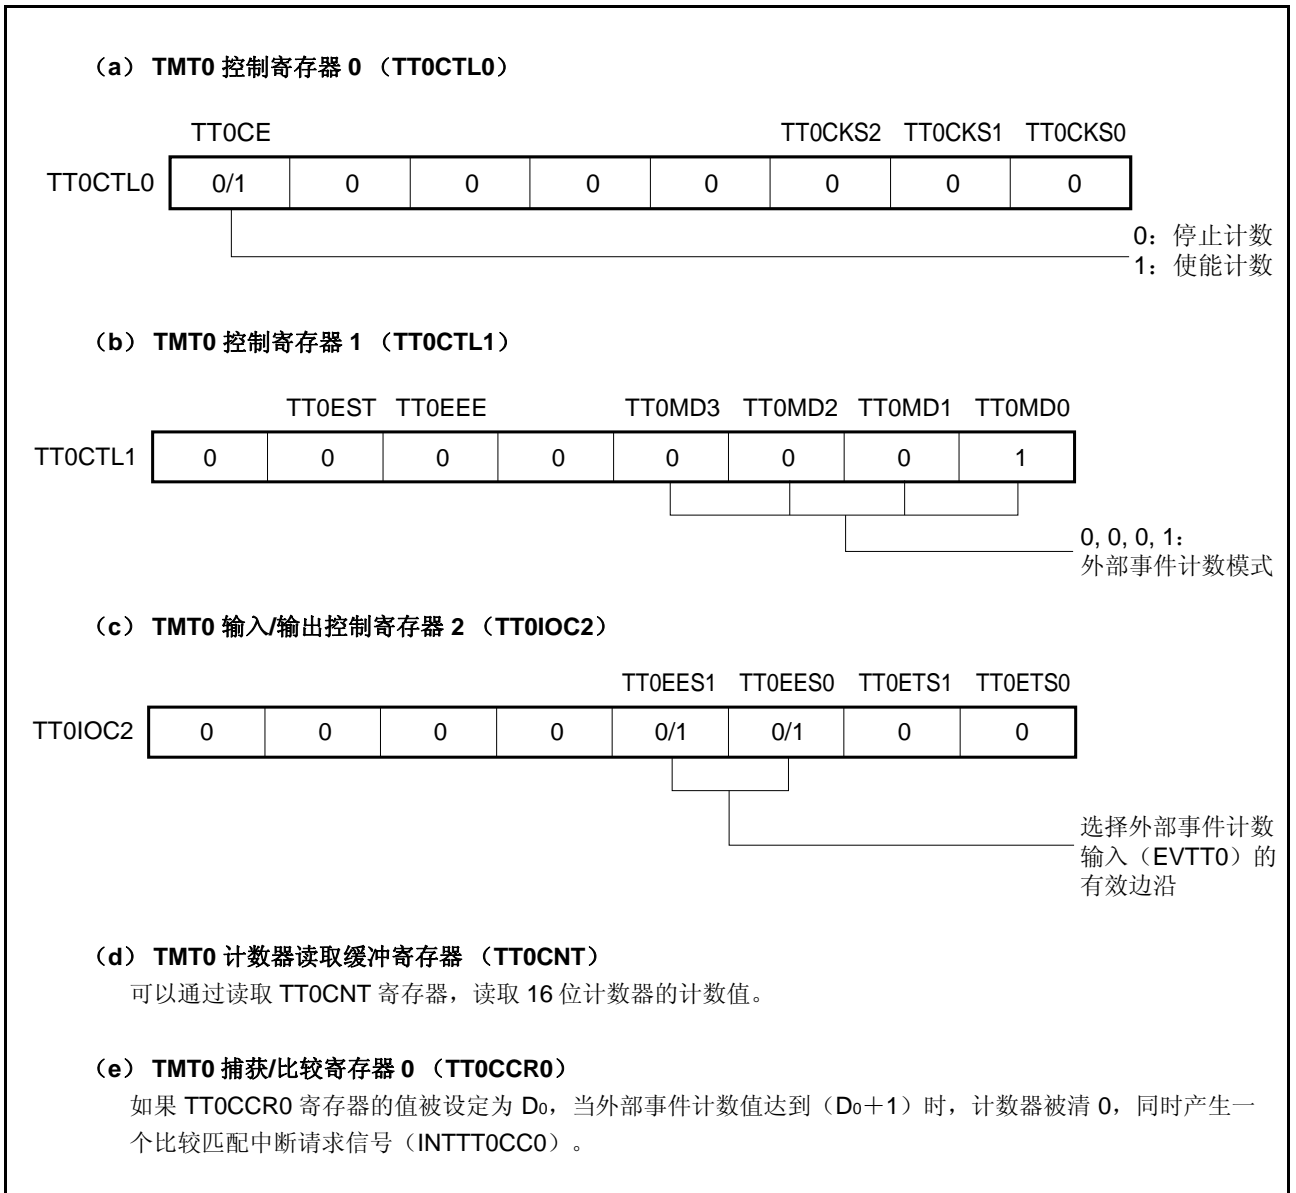 （a） TMT0 控制寄存器 0 （TT0CTL0）
TT0CE TT0CKS2 TT0CKS1 TT0CKS0
TT0CTL0 0/1 0 0 0 0 0 0 0
0：停止计数
1：使能计数
（b） TMT0 控制寄存器 1 （TT0CTL1）
TT0EST TT0EEE TT0MD3 TT0MD2 TT0MD1 TT0MD0
TT0CTL1 0 0 0 0 0 0 0 1
0, 0, 0, 1：
外部事件计数模式
（c） TMT0 输入/输出控制寄存器 2 （TT0IOC2）
TT0EES1 TT0EES0 TT0ETS1 TT0ETS0
TT0IOC2 0 0 0 0 0/1 0/1 0 0
选择外部事件计数
输入（EVTT0）的
有效边沿
（d） TMT0 计数器读取缓冲寄存器 （TT0CNT）
可以通过读取 TT0CNT 寄存器，读取 16 位计数器的计数值。
（e） TMT0 捕获/比较寄存器 0 （TT0CCR0）
如果 TT0CCR0 寄存器的值被设定为 D₀，当外部事件计数值达到（D₀＋1）时，计数器被清 0，同时产生一
个比较匹配中断请求信号（INTTT0CC0）。